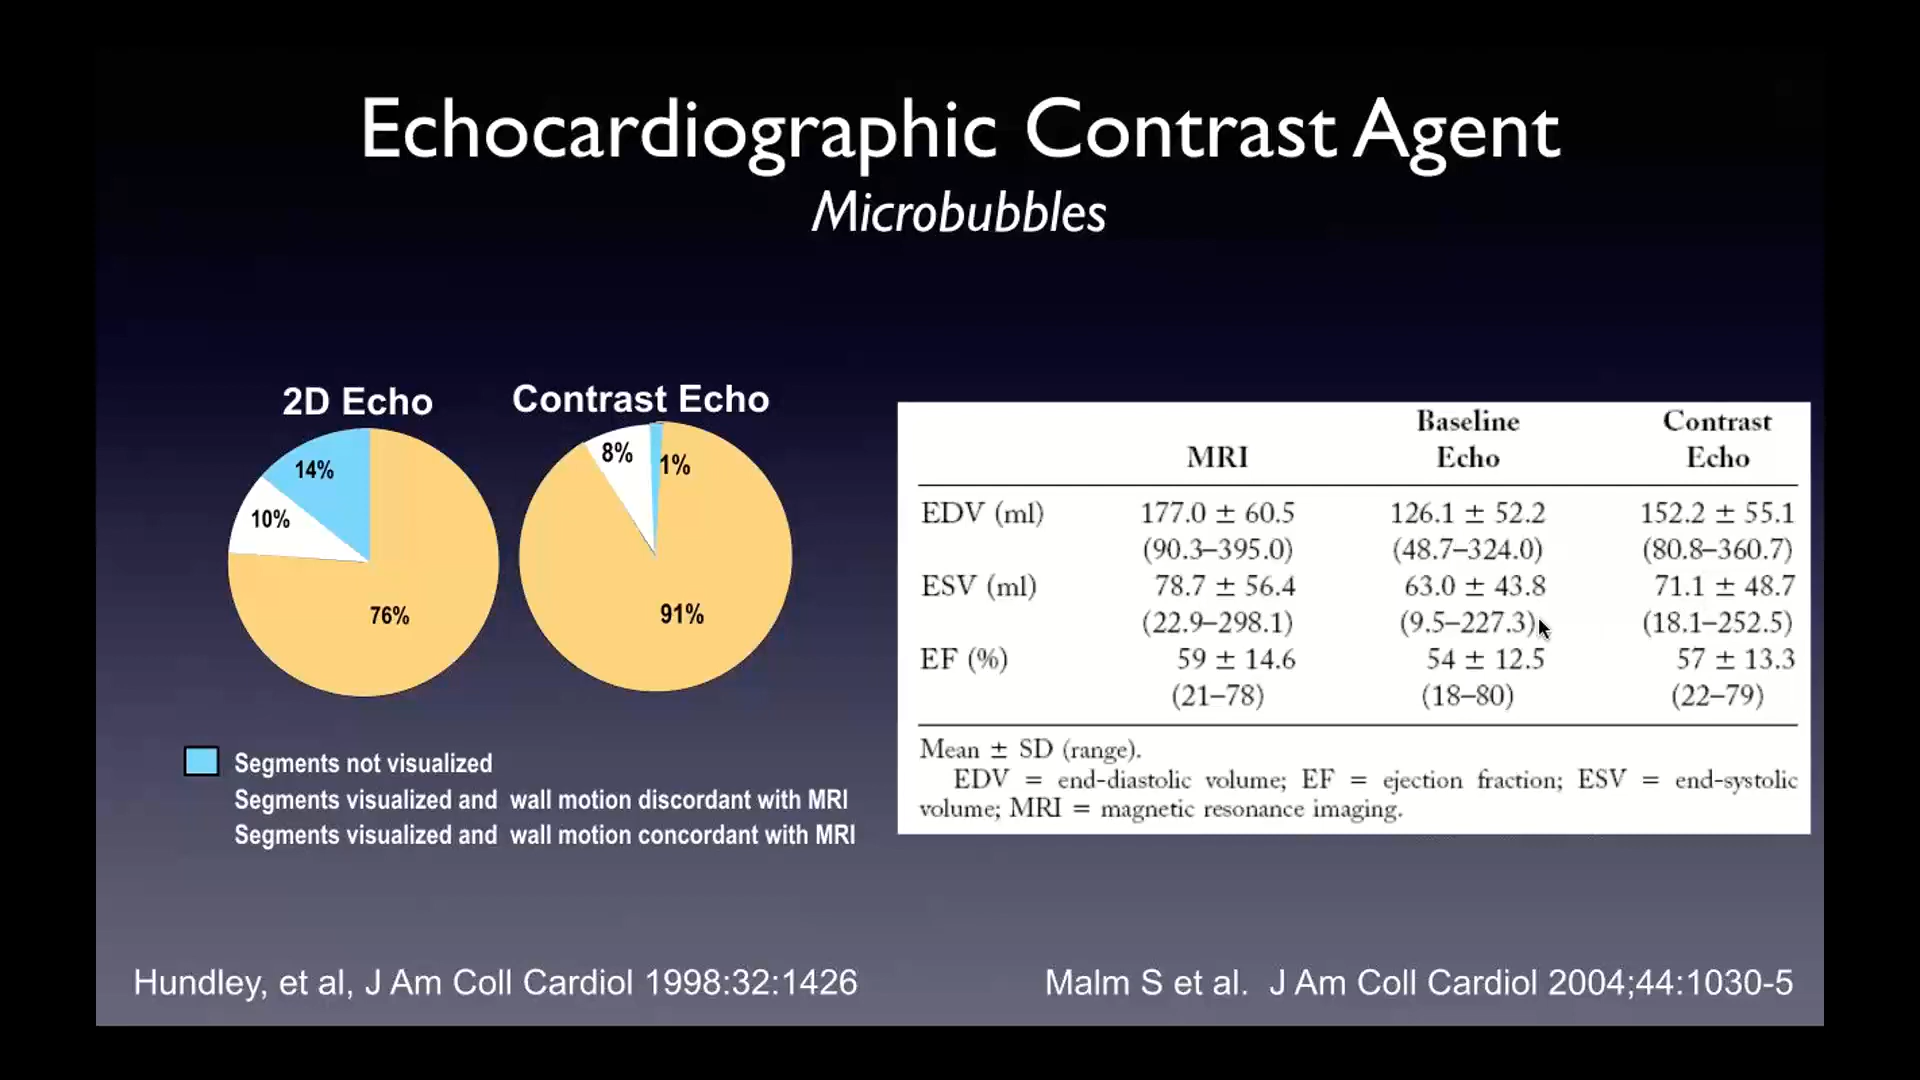 Echocardiographic Contrast Agent
Microbubbles
2D Echo
14%
10%
76%
Contrast Echo
8%
1%
91%
Segments not visualized
Segments visualized and wall motion discordant with MRI
Segments visualized and wall motion concordant with MRI
MRI Baseline Echo Contrast Echo
EDV (ml) 177.0 ± 60.5 126.1 ± 52.2 152.2 ± 55.1
(90.3–395.0) (48.7–324.0) (80.8–360.7)
ESV (ml) 78.7 ± 56.4 63.0 ± 43.8 71.1 ± 48.7
(22.9–298.1) (9.5–227.3) (18.1–252.5)
EF (%) 59 ± 14.6 54 ± 12.5 57 ± 13.3
(21–78) (18–80) (22–79)
Mean ± SD (range).
EDV = end-diastolic volume; EF = ejection fraction; ESV = end-systolic
volume; MRI = magnetic resonance imaging.
Hundley, et al, J Am Coll Cardiol 1998:32:1426
Malm S et al. J Am Coll Cardiol 2004;44:1030-5